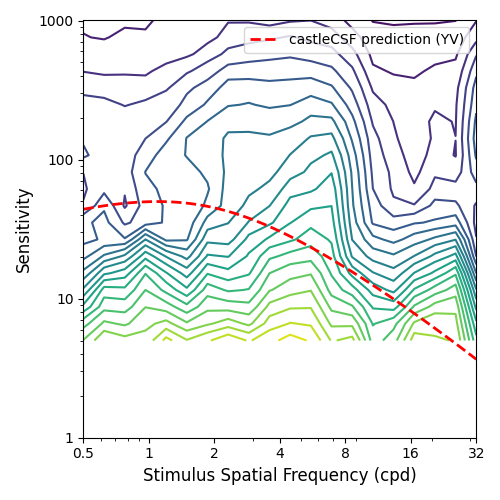 1000
castleCSF prediction (YV)
100
Sensitivity
10
1
0.5 1 2 4 8 16 32
Stimulus Spatial Frequency (cpd)